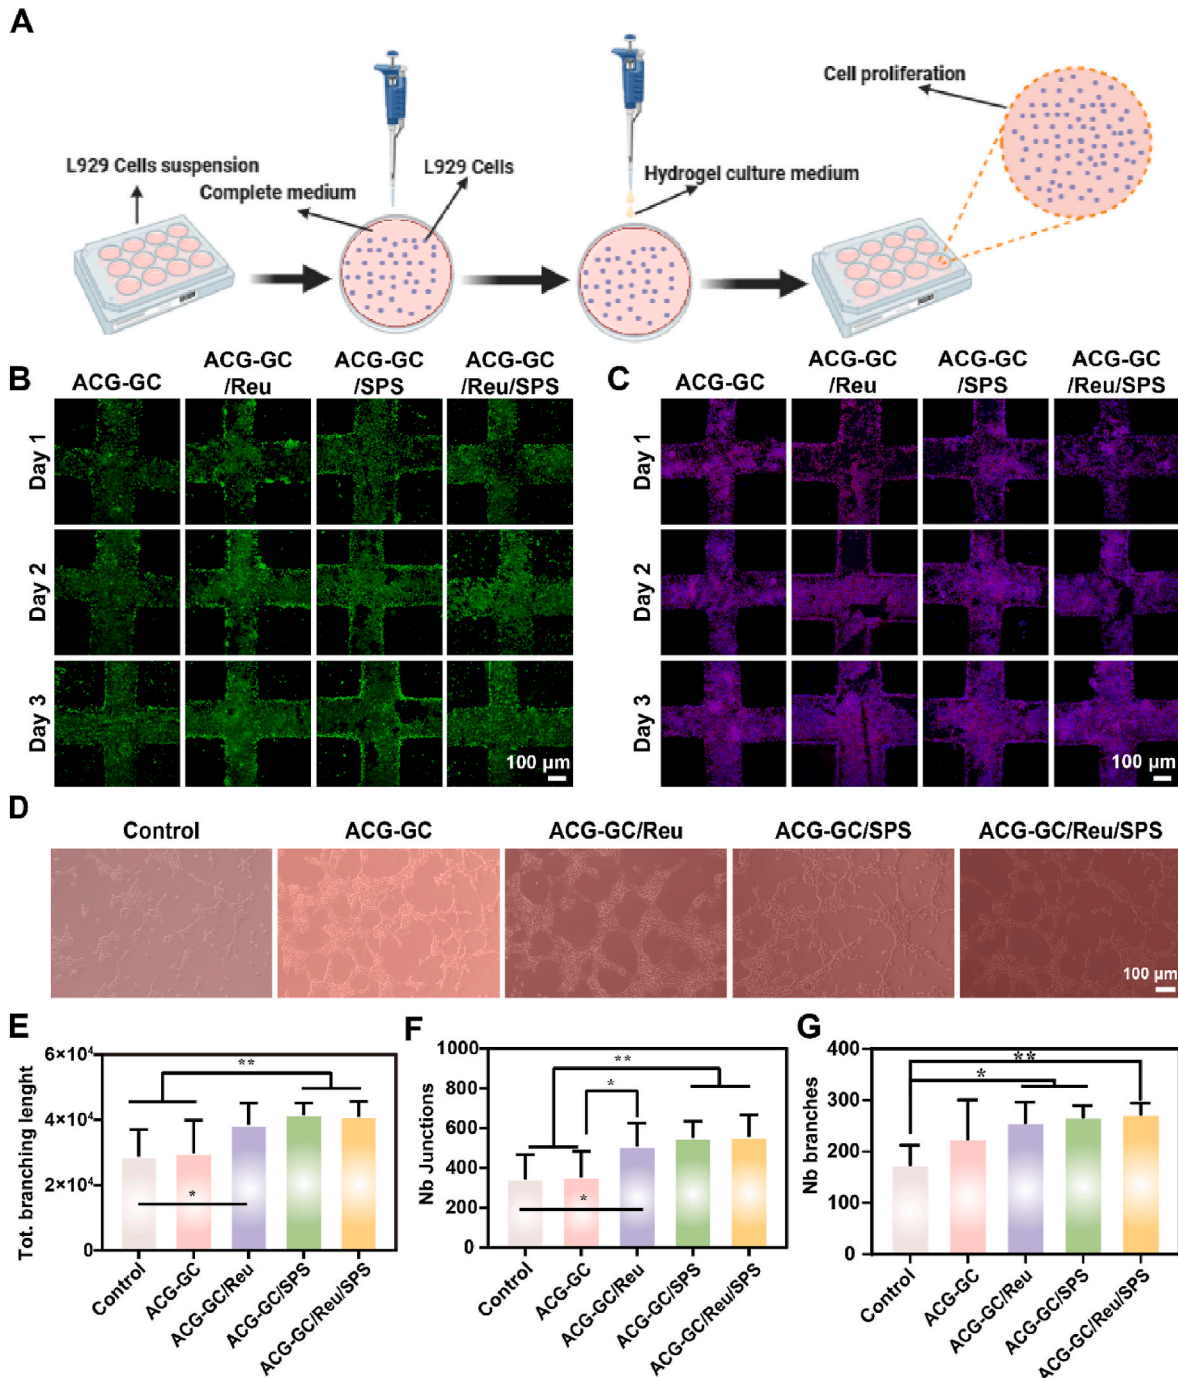 A
L929 Cells suspension
Complete medium
L929 Cells
Hydrogel culture medium
Cell proliferation
B
ACG-GC
ACG-GC
/Reu
ACG-GC
/SPS
ACG-GC
/Reu/SPS
Day 1
Day 2
Day 3
100 μm
C
ACG-GC
ACG-GC
/Reu
ACG-GC
/SPS
ACG-GC
/Reu/SPS
Day 1
Day 2
Day 3
100 μm
D
Control
ACG-GC
ACG-GC/Reu
ACG-GC/SPS
ACG-GC/Reu/SPS
100 μm
E
Tot. branching lenght
6×10⁴
4×10⁴
2×10⁴
0
**
*
Control
ACG-GC
ACG-GC/Reu
ACG-GC/SPS
ACG-GC/Reu/SPS
F
Nb Junctions
1000
800
600
400
200
0
**
*
*
Control
ACG-GC
ACG-GC/Reu
ACG-GC/SPS
ACG-GC/Reu/SPS
G
Nb branches
400
300
200
100
0
**
*
Control
ACG-GC
ACG-GC/Reu
ACG-GC/SPS
ACG-GC/Reu/SPS